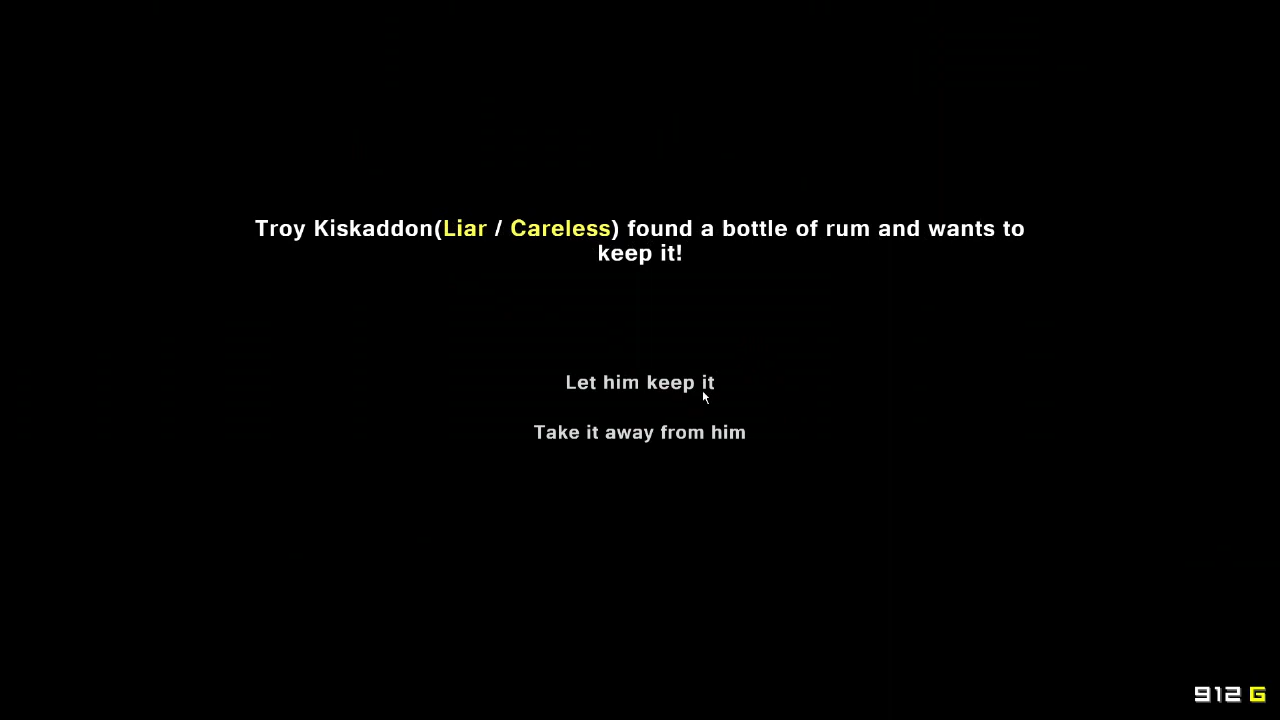 Troy Kiskaddon(Liar / Careless) found a bottle of rum and wants to
keep it!
Let him keep it
Take it away from him
912 G